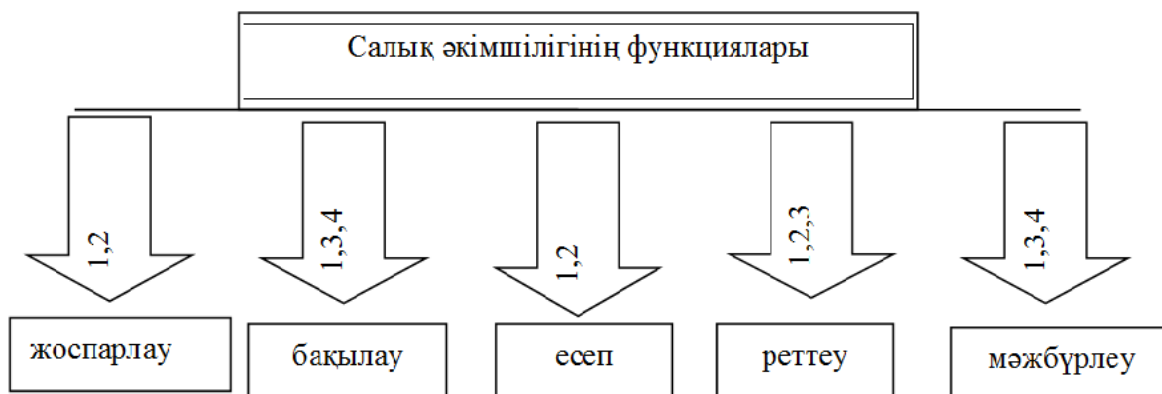 Салық әкімшілігінің функциялары
1,2
1,3,4
1,2
1,2,3
1,3,4
жоспарлау
бақылау
есеп
реттеу
мәжбүрлеу